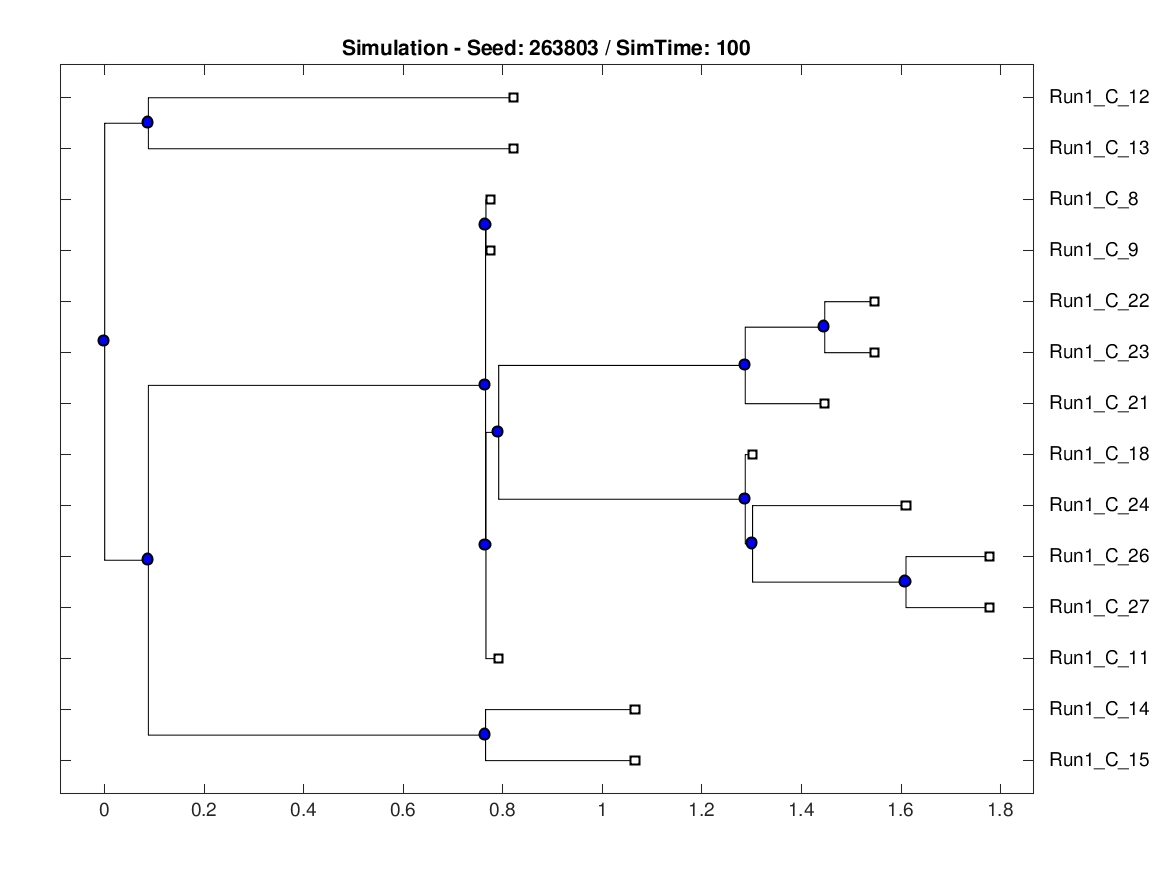 Simulation - Seed: 263803 / SimTime: 100
Run1_C_12
Run1_C_13
Run1_C_8
Run1_C_9
Run1_C_22
Run1_C_23
Run1_C_21
Run1_C_18
Run1_C_24
Run1_C_26
Run1_C_27
Run1_C_11
Run1_C_14
Run1_C_15
0 0.2 0.4 0.6 0.8 1 1.2 1.4 1.6 1.8